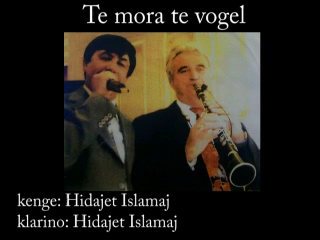 Te mora te vogel
kenge: Hidajet Islamaj
klarino: Hidajet Islamaj